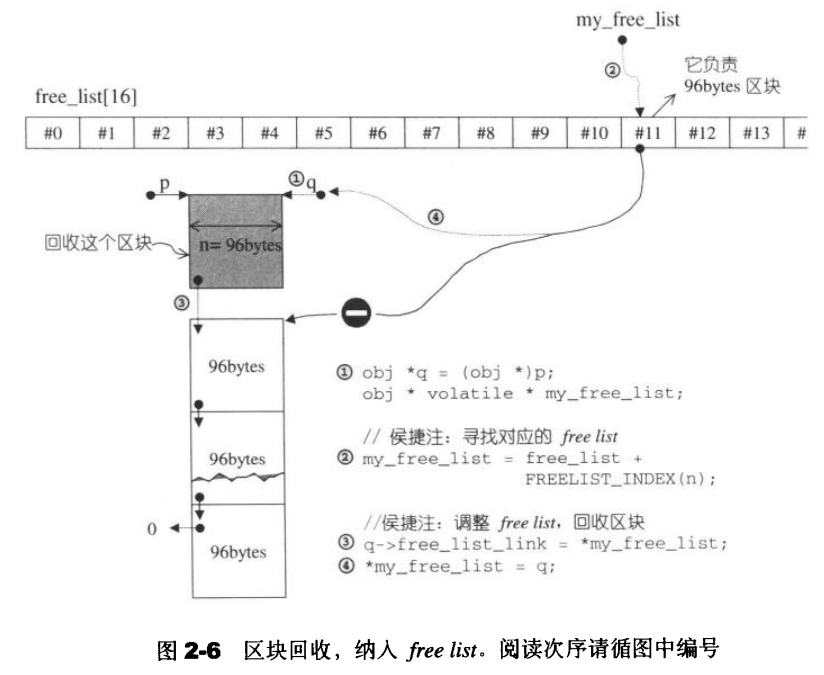 my_free_list
②
它负责
96bytes 区块
free_list[16]
#0 #1 #2 #3 #4 #5 #6 #7 #8 #9 #10 #11 #12 #13 #
p
① q
④
回收这个区块
n= 96bytes
③
96bytes
① obj *q = (obj *)p;
obj * volatile * my_free_list;
// 侯捷注：寻找对应的 free list
96bytes
② my_free_list = free_list +
FREELIST_INDEX(n);
//侯捷注：调整 free list，回收区块
0
96bytes
③ q->free_list_link = *my_free_list;
④ *my_free_list = q;
图 2-6 区块回收，纳入 free list。阅读次序请循图中编号